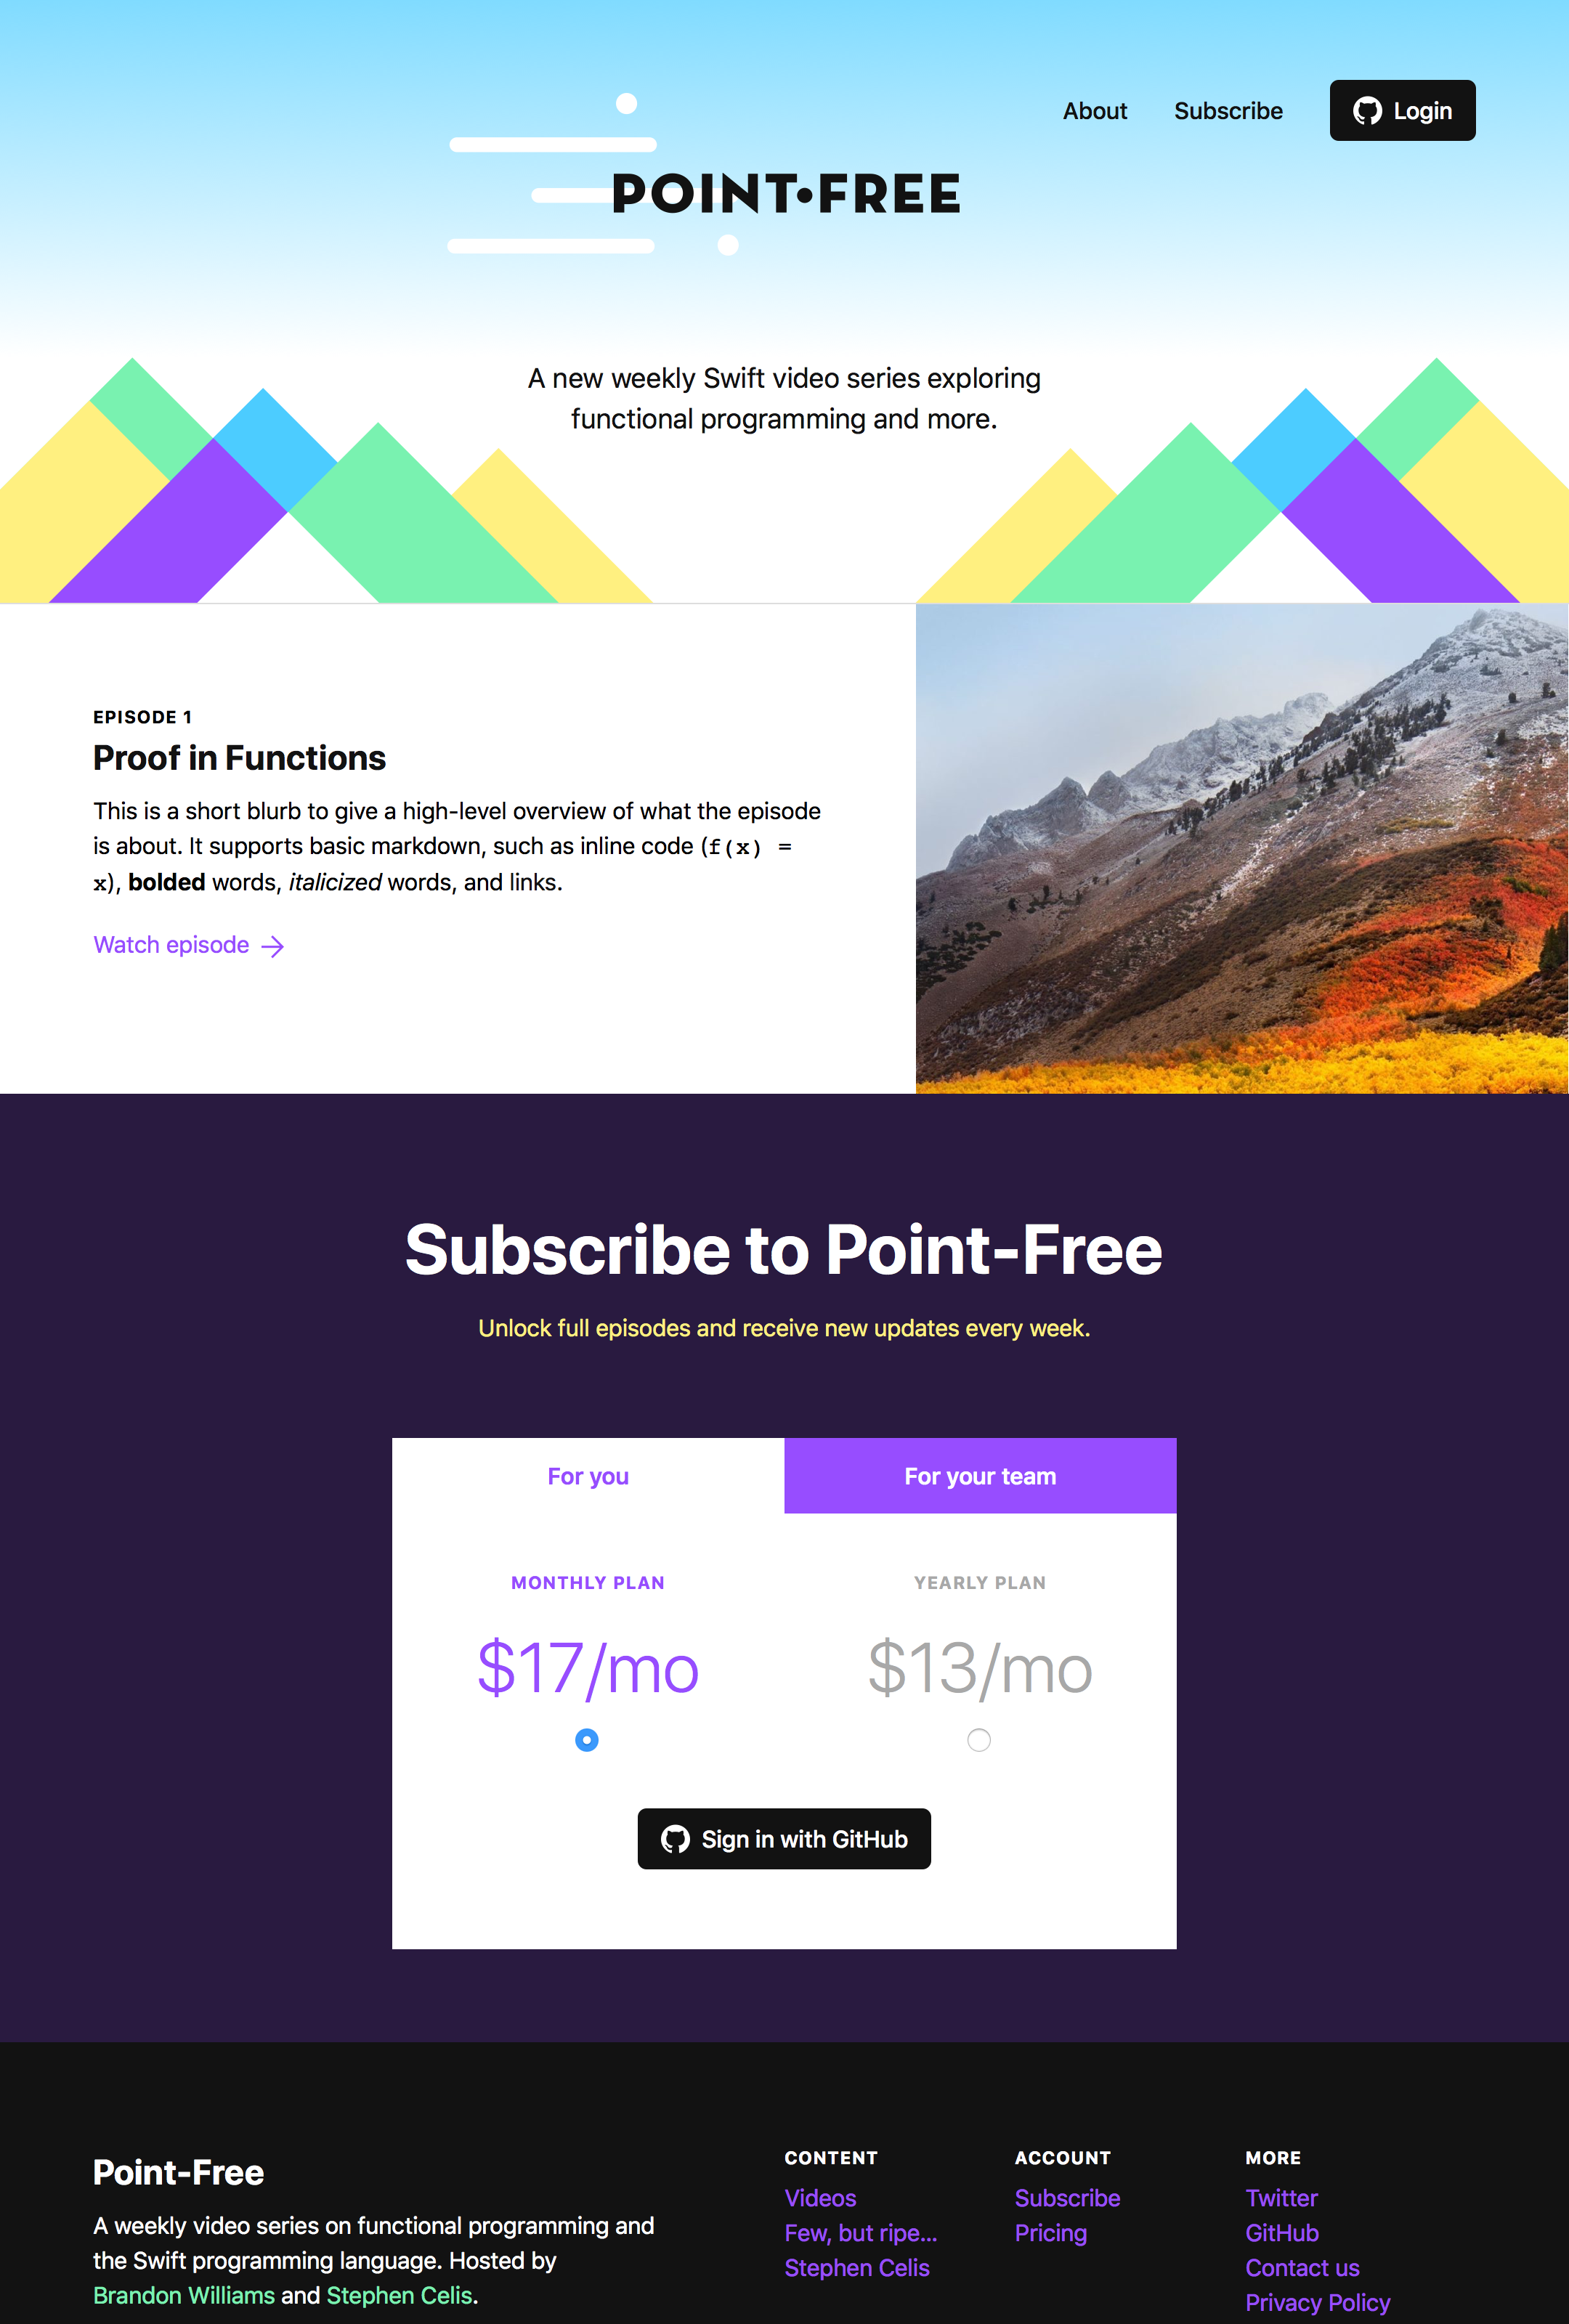 About
Subscribe
Login
POINT•FREE
A new weekly Swift video series exploring
functional programming and more.
EPISODE 1
Proof in Functions
This is a short blurb to give a high-level overview of what the episode
is about. It supports basic markdown, such as inline code (f(x) =
x), bolded words, italicized words, and links.
Watch episode →
Subscribe to Point-Free
Unlock full episodes and receive new updates every week.
For you
For your team
MONTHLY PLAN
$17/mo
YEARLY PLAN
$13/mo
Sign in with GitHub
Point-Free
A weekly video series on functional programming and
the Swift programming language. Hosted by
Brandon Williams and Stephen Celis.
CONTENT
Videos
Few, but ripe...
Stephen Celis
ACCOUNT
Subscribe
Pricing
MORE
Twitter
GitHub
Contact us
Privacy Policy